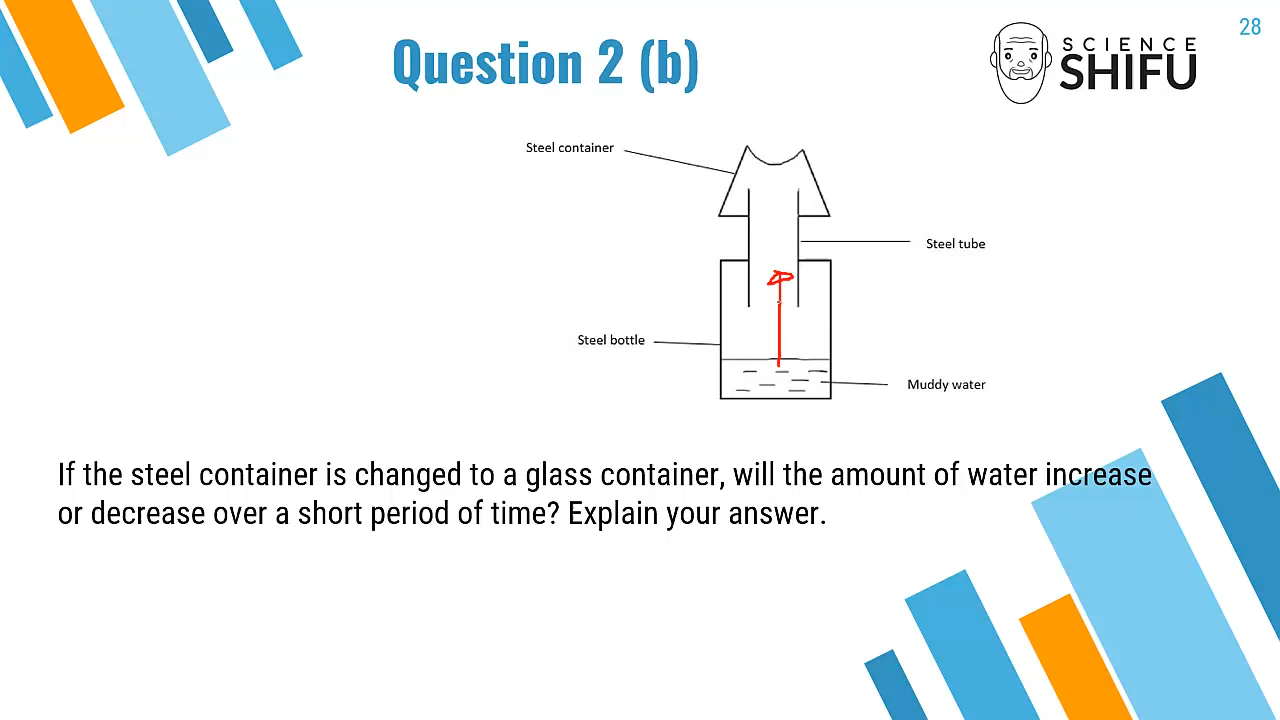 28
Question 2 (b)
SCIENCE
SHIFU
Steel container
Steel tube
Steel bottle
Muddy water
If the steel container is changed to a glass container, will the amount of water increase
or decrease over a short period of time? Explain your answer.